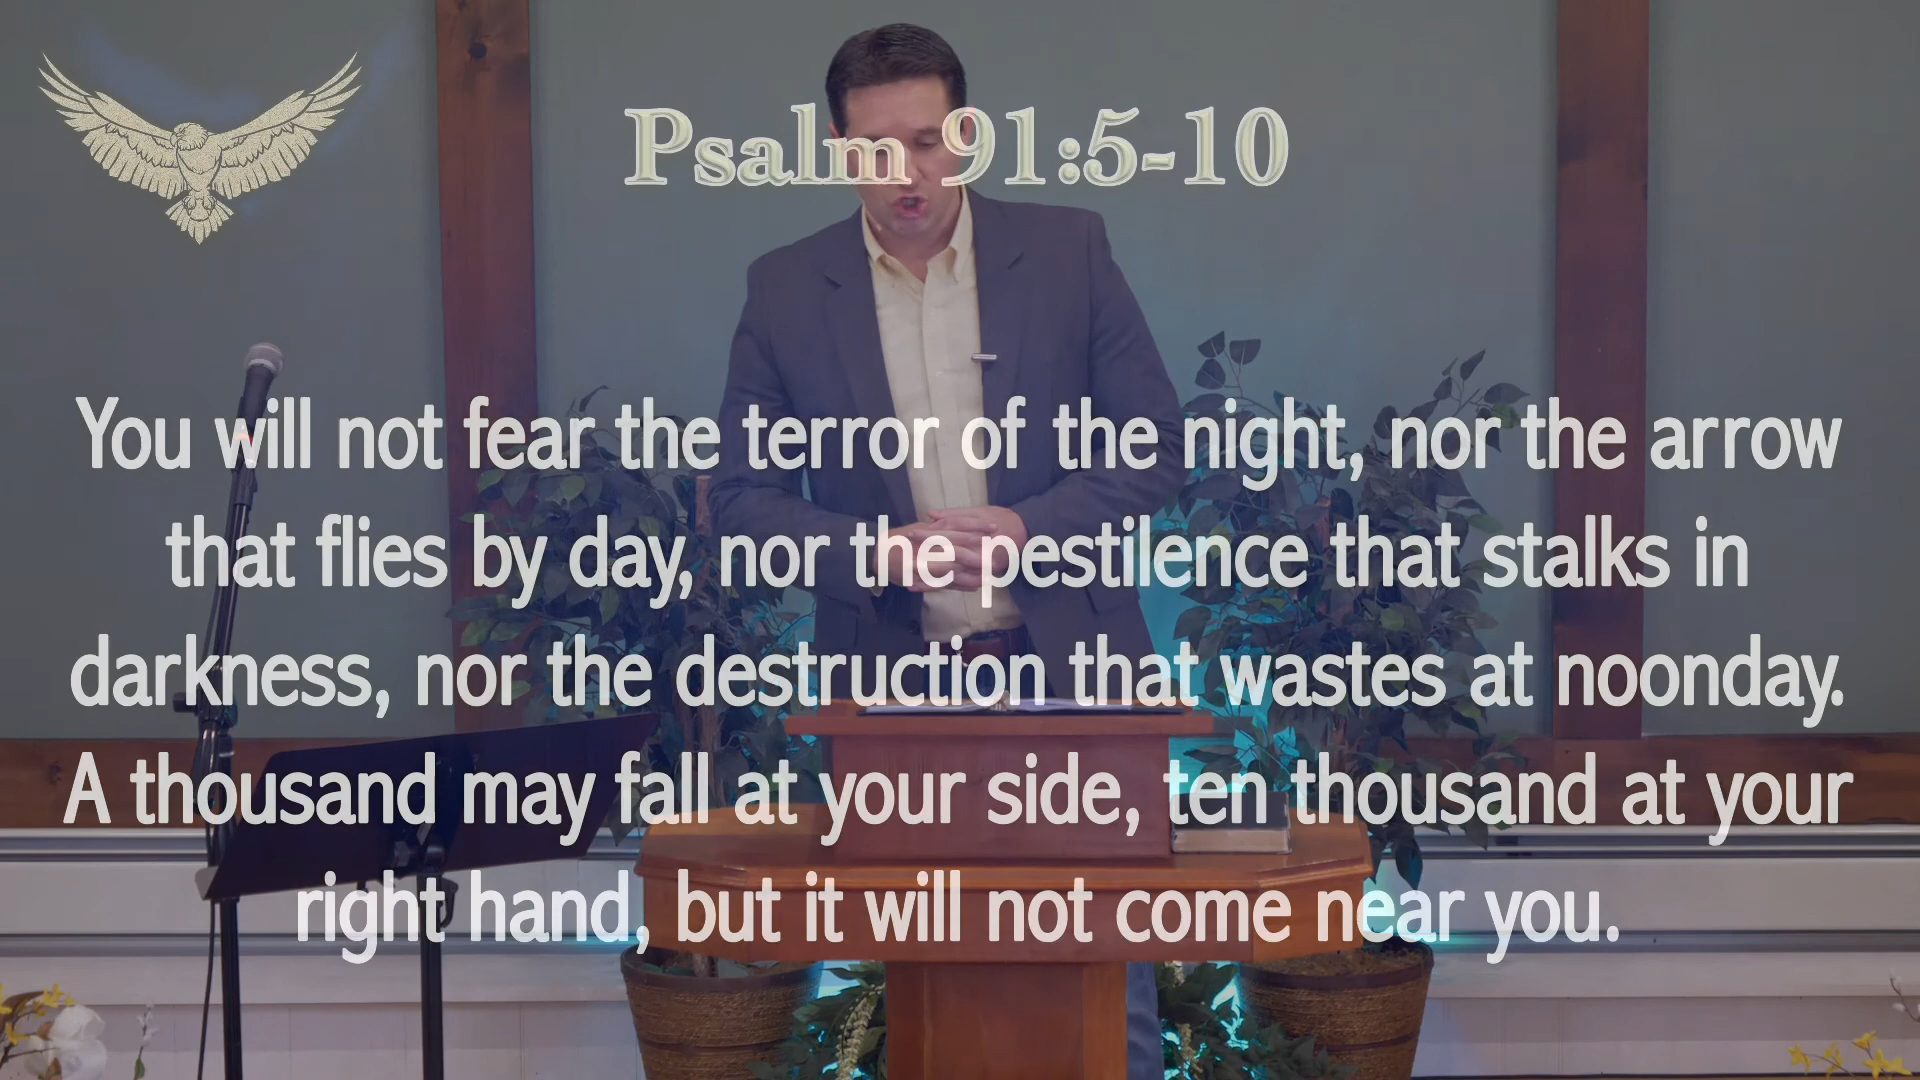 Psalm 91:5-10
You will not fear the terror of the night, nor the arrow
that flies by day, nor the pestilence that stalks in
darkness, nor the destruction that wastes at noonday.
A thousand may fall at your side, ten thousand at your
right hand, but it will not come near you.